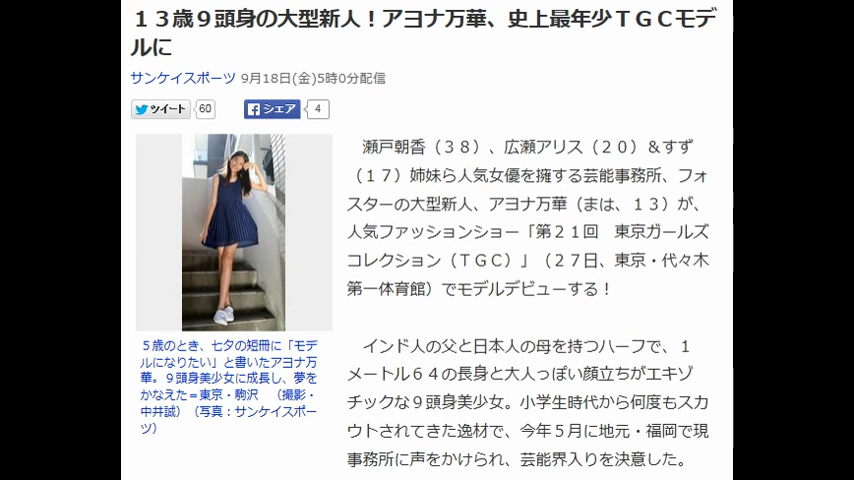 13歳9頭身の大型新人！アヨナ万華、史上最年少ＴＧＣモデ
ルに
サンケイスポーツ 9月18日(金)5時0分配信
ツイート 60 シェア 4
瀬戸朝香（３８）、広瀬アリス（２０）＆すず
（１７）姉妹ら人気女優を擁する芸能事務所、フォ
スターの大型新人、アヨナ万華（まは、１３）が、
人気ファッションショー「第２１回　東京ガールズ
コレクション（ＴＧＣ）」（２７日、東京・代々木
第一体育館）でモデルデビューする！
インド人の父と日本人の母を持つハーフで、１
メートル６４の長身と大人っぽい顔立ちがエキゾ
チックな９頭身美少女。小学生時代から何度もスカ
ウトされてきた逸材で、今年５月に地元・福岡で現
事務所に声をかけられ、芸能界入りを決意した。
５歳のとき、七夕の短冊に「モデ
ルになりたい」と書いたアヨナ万
華。９頭身美少女に成長し、夢を
かなえた＝東京・駒沢　（撮影・
中井誠）（写真：サンケイスポー
ツ）